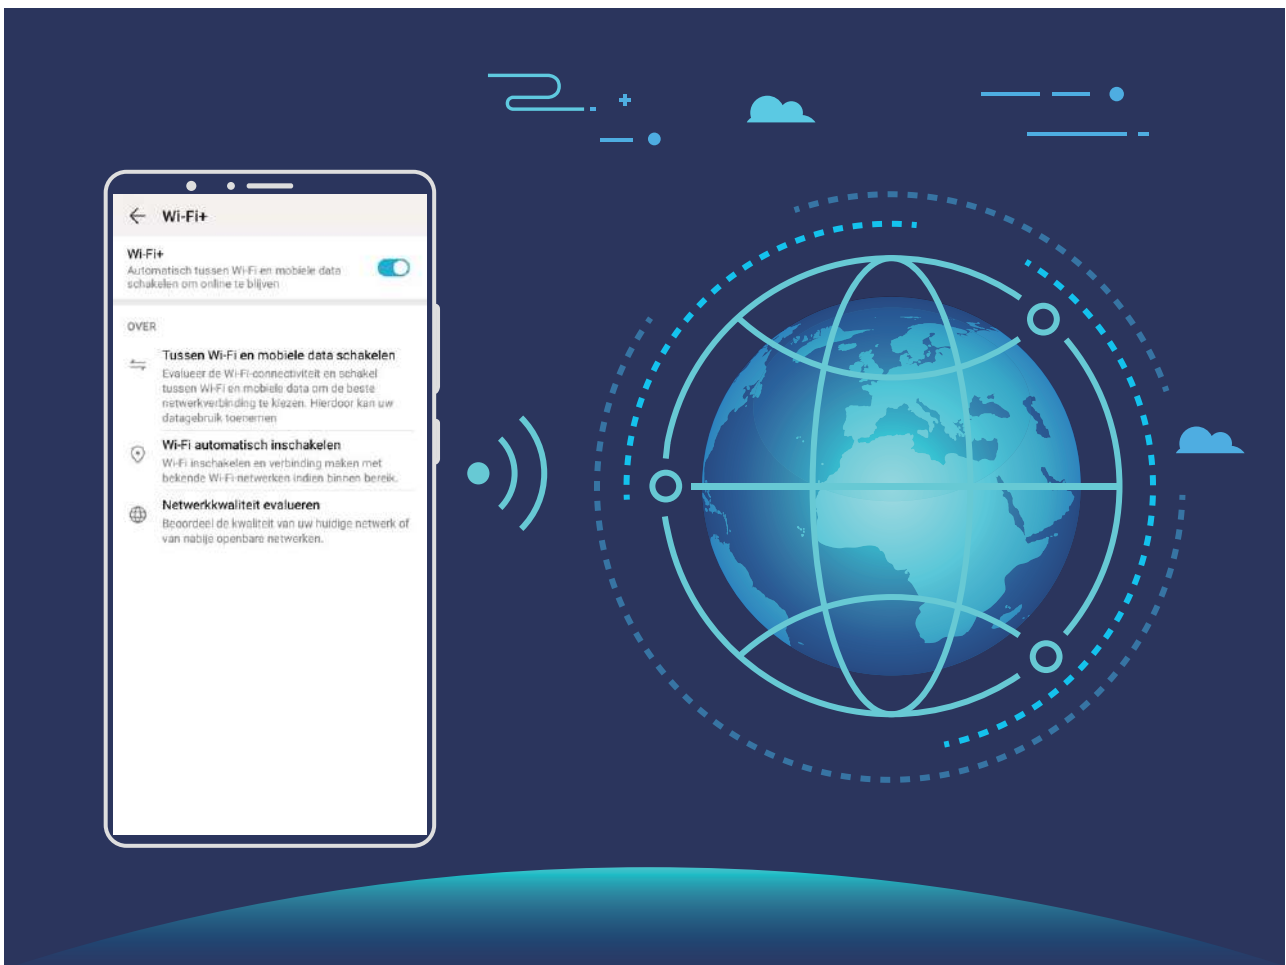 Wi-Fi+
Wi-Fi+
Automatisch tussen Wi-Fi en mobiele data
schakelen om online te blijven
OVER
Tussen Wi-Fi en mobiele data schakelen
Evalueer de Wi-Fi-connectiviteit en schakel
tussen Wi-Fi en mobiele data om de beste
netwerkverbinding te kiezen. Hierdoor kan uw
datagebruik toenemen
Wi-Fi automatisch inschakelen
Wi-Fi inschakelen en verbinding maken met
bekende Wi-Fi-netwerken indien binnen bereik.
Netwerkkwaliteit evalueren
Beoordeel de kwaliteit van uw huidige netwerk of
van nabije openbare netwerken.